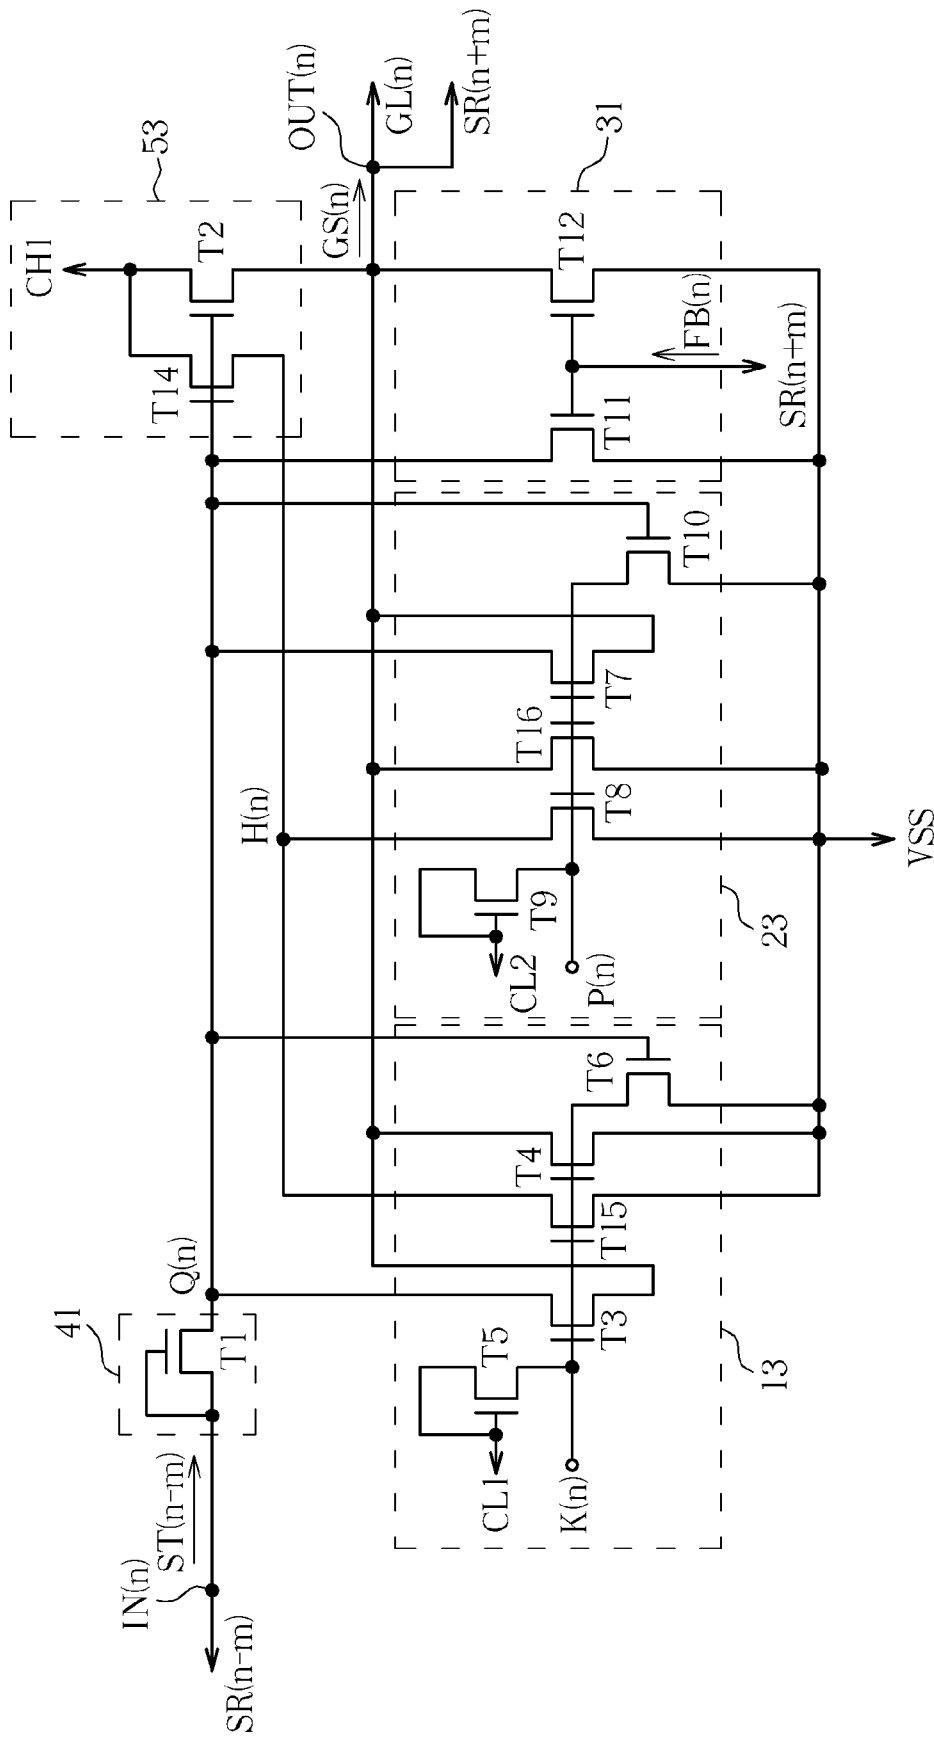 CH1
53
T14
T2
GS(n)
OUT(n)
GL(n)
SR(n+m)
IN(n)
ST(n-m)
SR(n-m)
41
T1
Q(n)
H(n)
CL1
T5
K(n)
T3
T15
T4
T6
13
CL2
T9
P(n)
T8
T16
T7
T10
23
T11
T12
FB(n)
SR(n+m)
31
VSS